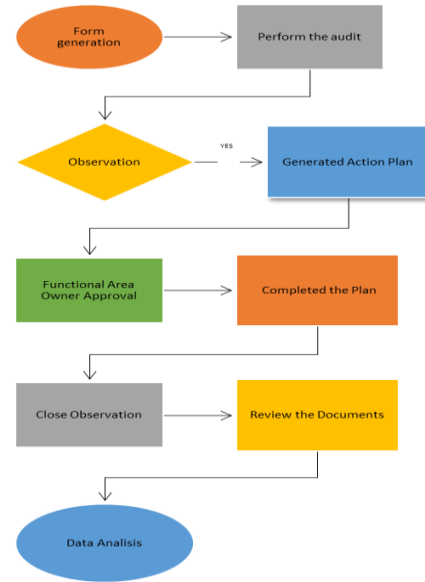 Form
generation
Perform the audit
Observation
YES
Generated Action Plan
Functional Area
Owner Approval
Completed the Plan
Close Observation
Review the Documents
Data Analisis